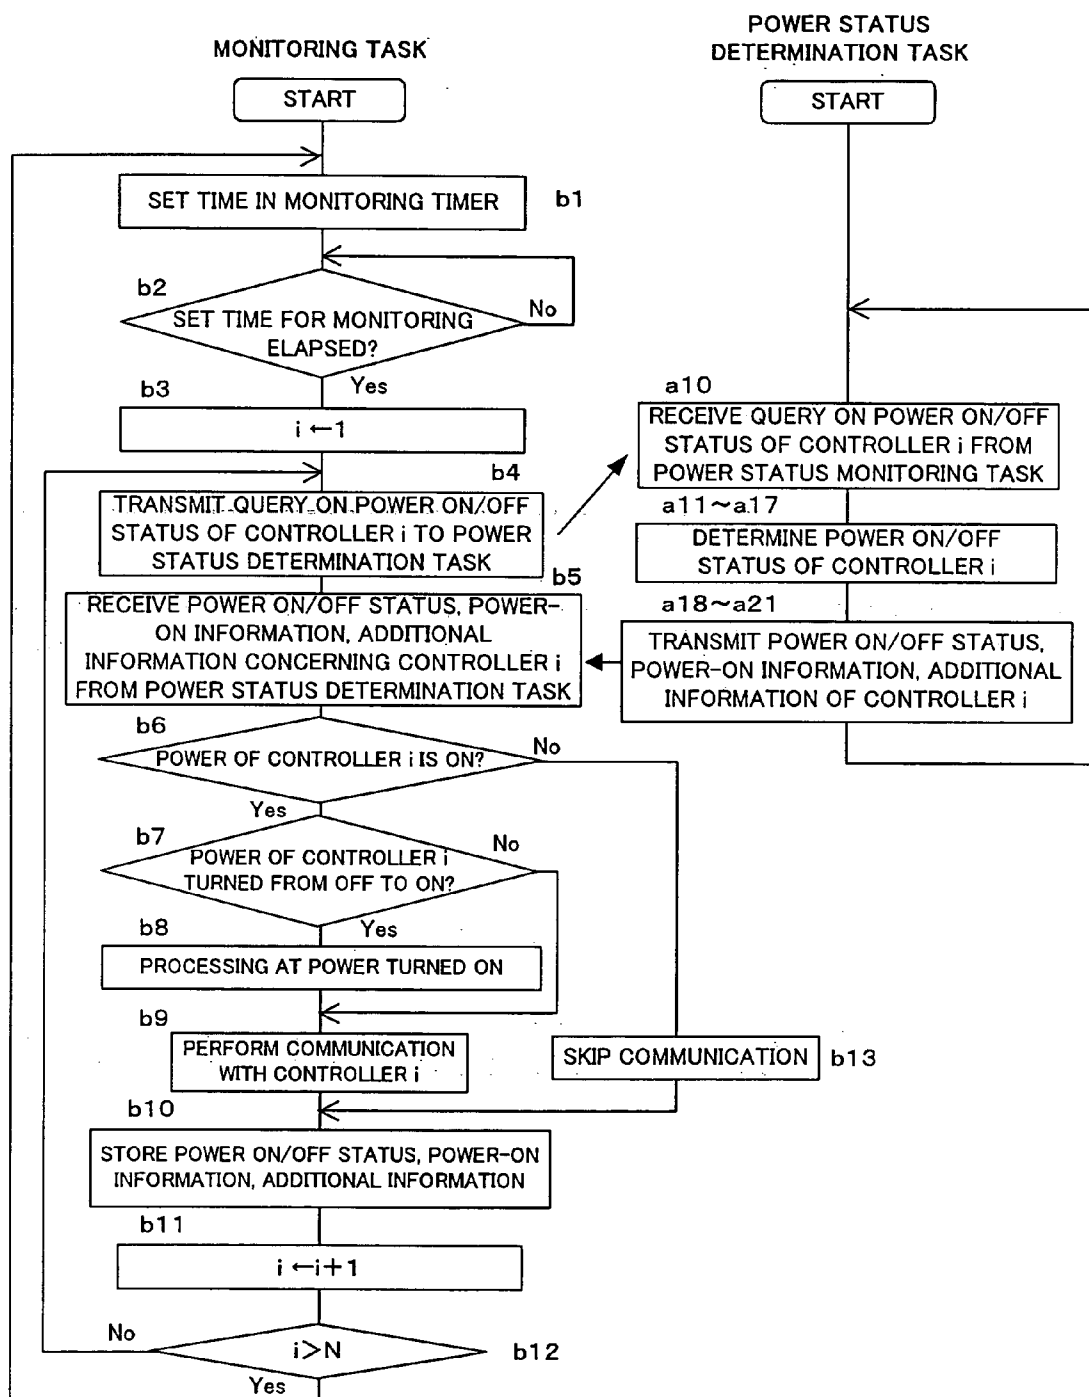 MONITORING TASK
START
SET TIME IN MONITORING TIMER
b1
b2
SET TIME FOR MONITORING
ELAPSED?
No
Yes
b3
i ←1
b4
TRANSMIT QUERY ON POWER ON/OFF
STATUS OF CONTROLLER i TO POWER
STATUS DETERMINATION TASK
b5
RECEIVE POWER ON/OFF STATUS, POWER-
ON INFORMATION, ADDITIONAL
INFORMATION CONCERNING CONTROLLER i
FROM POWER STATUS DETERMINATION TASK
b6
POWER OF CONTROLLER i IS ON?
No
Yes
b7
POWER OF CONTROLLER i
TURNED FROM OFF TO ON?
No
Yes
b8
PROCESSING AT POWER TURNED ON
b9
PERFORM COMMUNICATION
WITH CONTROLLER i
SKIP COMMUNICATION
b13
b10
STORE POWER ON/OFF STATUS, POWER-ON
INFORMATION, ADDITIONAL INFORMATION
b11
i ←i+1
No
i>N
b12
Yes
POWER STATUS
DETERMINATION TASK
START
a10
RECEIVE QUERY ON POWER ON/OFF
STATUS OF CONTROLLER i FROM
POWER STATUS MONITORING TASK
a11~a17
DETERMINE POWER ON/OFF
STATUS OF CONTROLLER i
a18~a21
TRANSMIT POWER ON/OFF STATUS,
POWER-ON INFORMATION, ADDITIONAL
INFORMATION OF CONTROLLER i